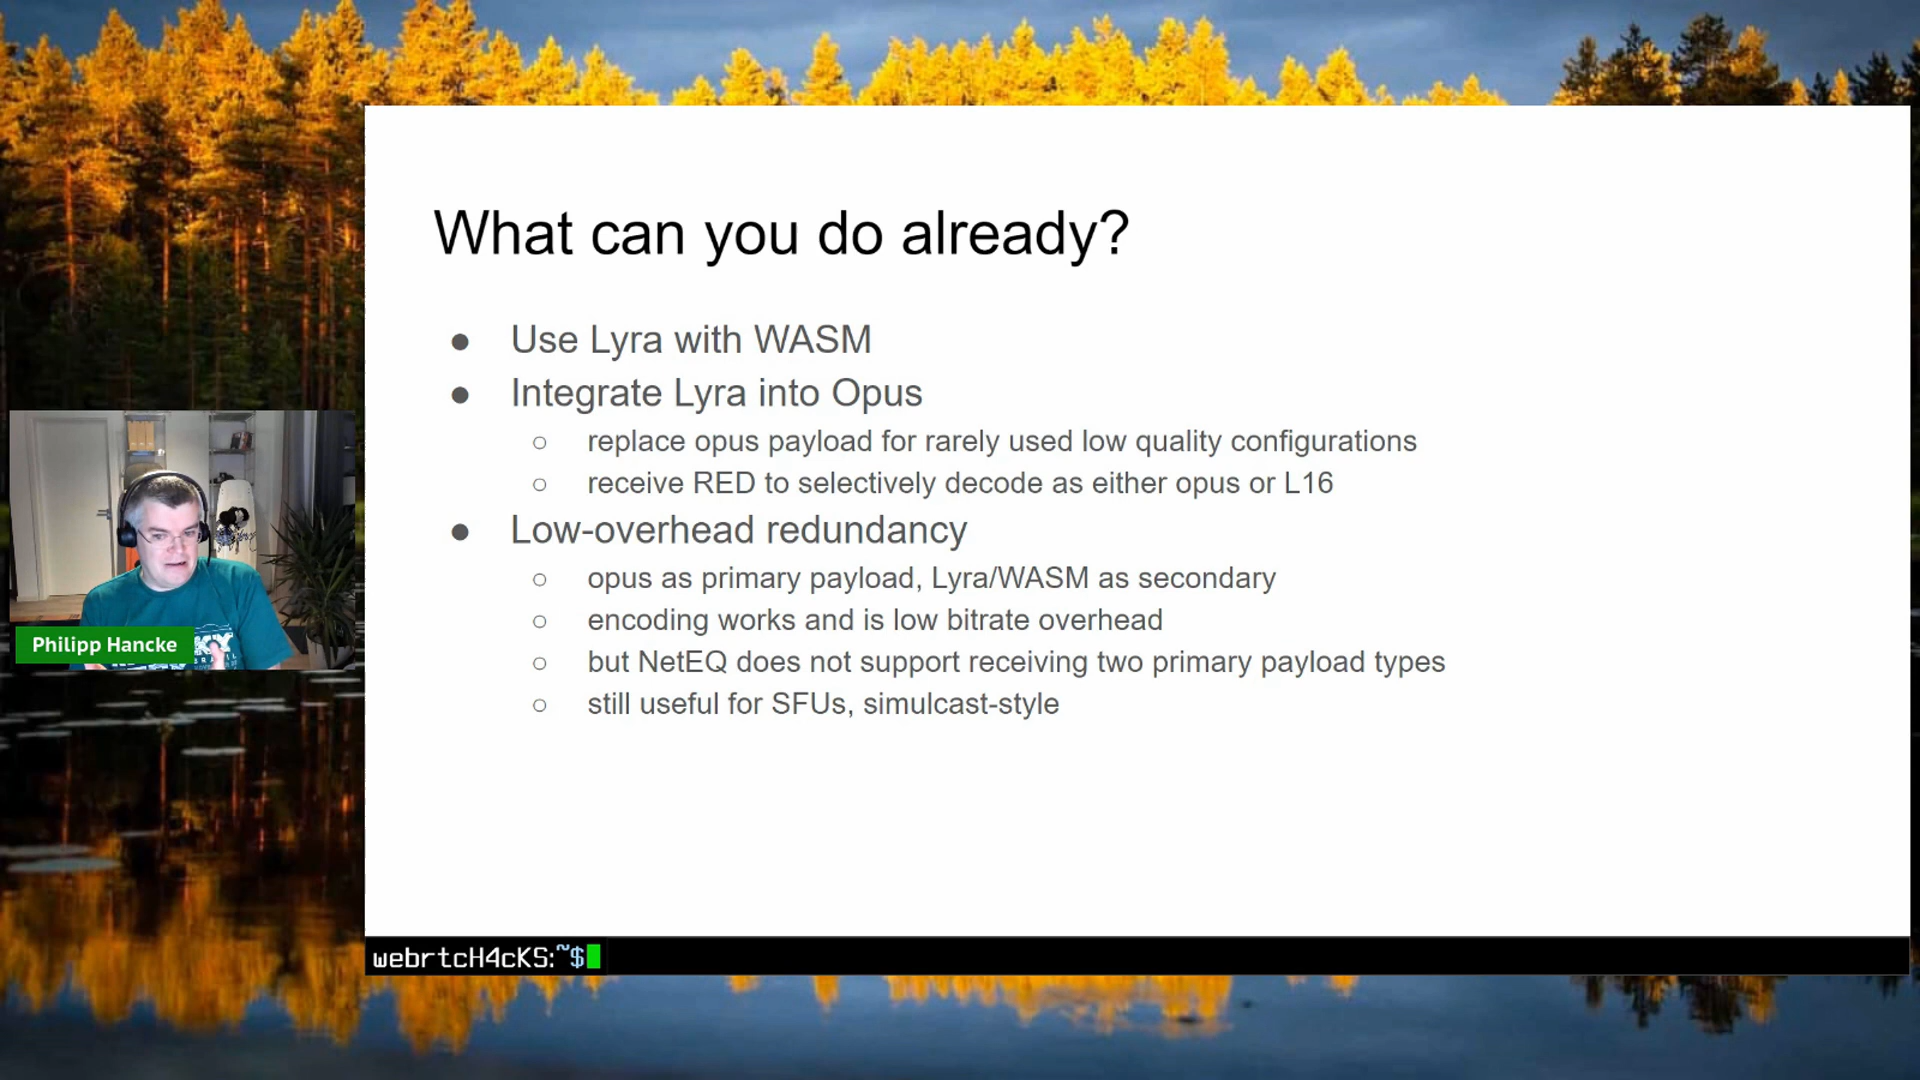 What can you do already?
● Use Lyra with WASM
● Integrate Lyra into Opus
○ replace opus payload for rarely used low quality configurations
○ receive RED to selectively decode as either opus or L16
● Low-overhead redundancy
○ opus as primary payload, Lyra/WASM as secondary
○ encoding works and is low bitrate overhead
○ but NetEQ does not support receiving two primary payload types
○ still useful for SFUs, simulcast-style
Philipp Hancke
webrtcH4cKS:~$